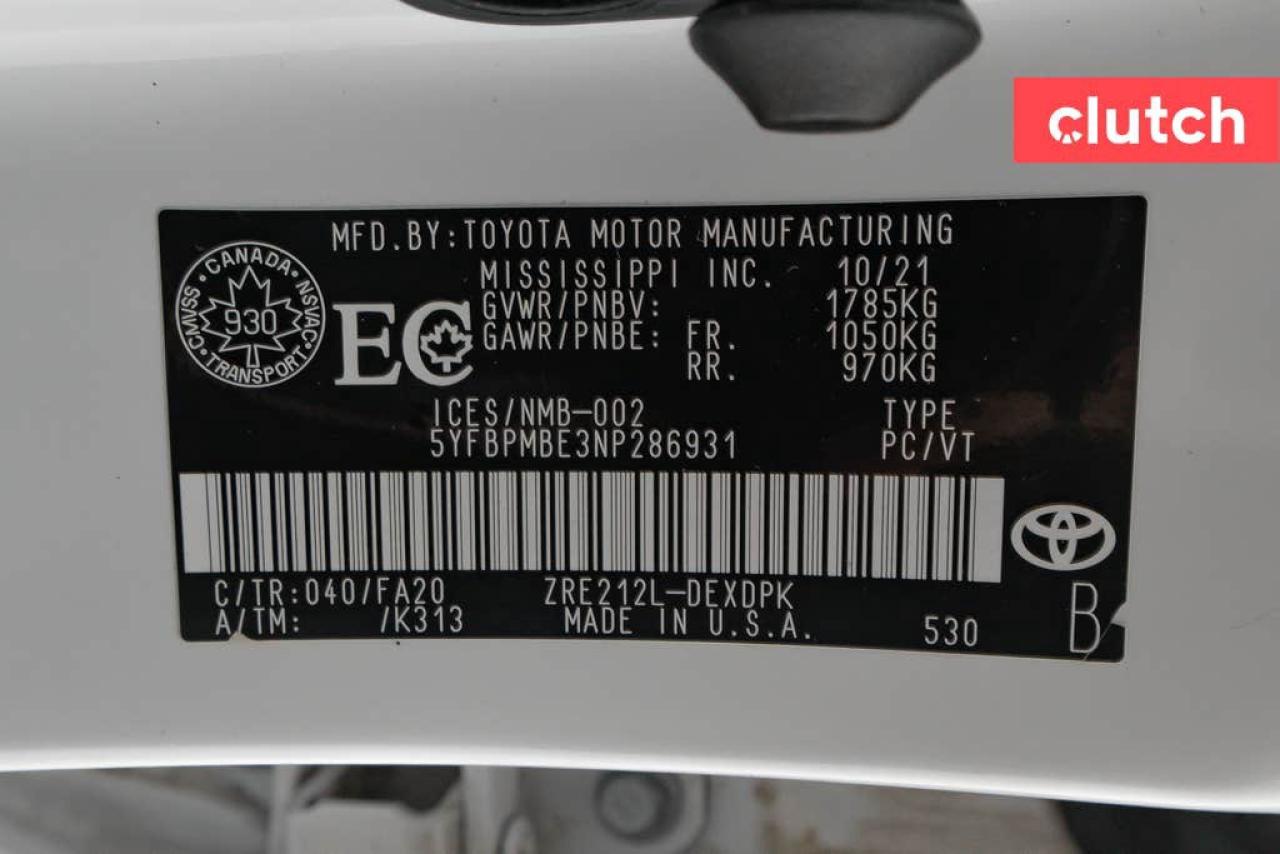 clutch
MFD.BY:TOYOTA MOTOR MANUFACTURING
MISSISSIPPI INC. 10/21
GVWR/PNBV: 1785KG
GAWR/PNBE: FR. 1050KG
RR. 970KG
CANADA
CMVSS 930 NSVAC
TRANSPORT
EC
ICES/NMB-002 TYPE
5YFBPMBE3NP286931 PC/VT
C/TR:040/FA20 ZRE212L-DEXDPK
A/TM: /K313 MADE IN U.S.A. 530 B